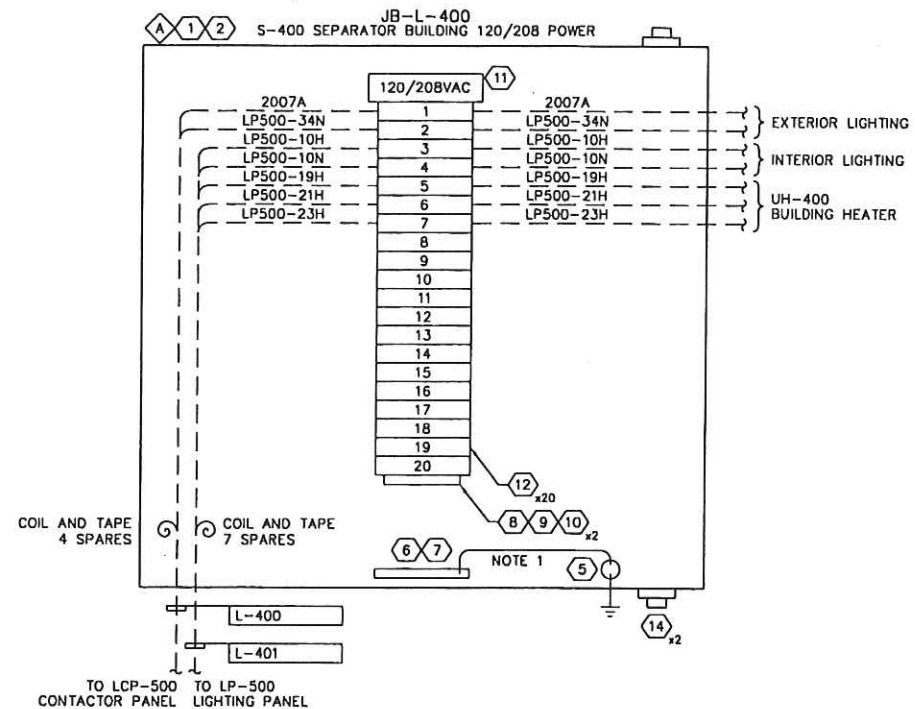 JB-L-400
A 1 2 S-400 SEPARATOR BUILDING 120/208 POWER
120/208VAC 11
2007A 1 2007A
LP500-34N 2 LP500-34N EXTERIOR LIGHTING
LP500-10H 3 LP500-10H
LP500-10N 4 LP500-10N INTERIOR LIGHTING
LP500-19H 5 LP500-19H
LP500-21H 6 LP500-21H UH-400
LP500-23H 7 LP500-23H BUILDING HEATER
8
9
10
11
12
13
14
15
16
17
18
19
20
12 x20
8 9 10 x2
COIL AND TAPE
4 SPARES
COIL AND TAPE
7 SPARES
6 7 NOTE 1 5
14 x2
L-400
L-401
TO LCP-500
CONTACTOR PANEL
TO LP-500
LIGHTING PANEL